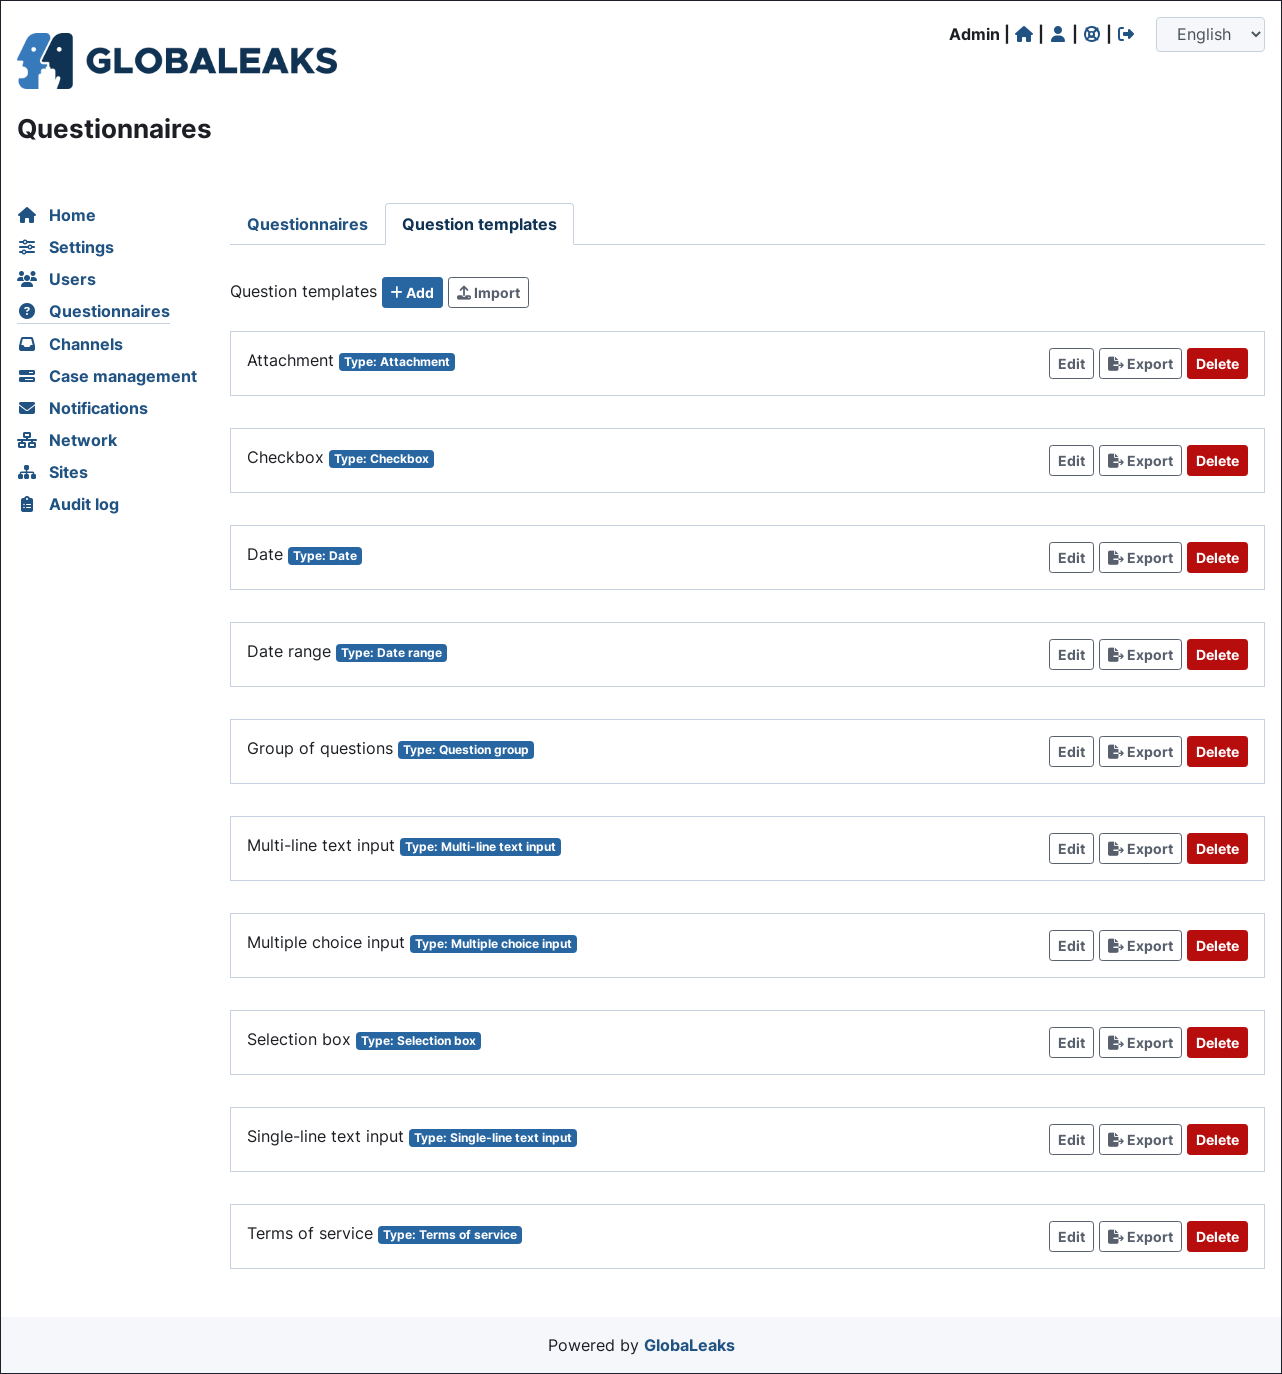 GLOBALEAKS
Admin | | | |
English
Questionnaires
Home
Settings
Users
Questionnaires
Channels
Case management
Notifications
Network
Sites
Audit log
Questionnaires Question templates
Question templates + Add Import
Attachment Type: Attachment Edit Export Delete
Checkbox Type: Checkbox Edit Export Delete
Date Type: Date Edit Export Delete
Date range Type: Date range Edit Export Delete
Group of questions Type: Question group Edit Export Delete
Multi-line text input Type: Multi-line text input Edit Export Delete
Multiple choice input Type: Multiple choice input Edit Export Delete
Selection box Type: Selection box Edit Export Delete
Single-line text input Type: Single-line text input Edit Export Delete
Terms of service Type: Terms of service Edit Export Delete
Powered by GlobaLeaks